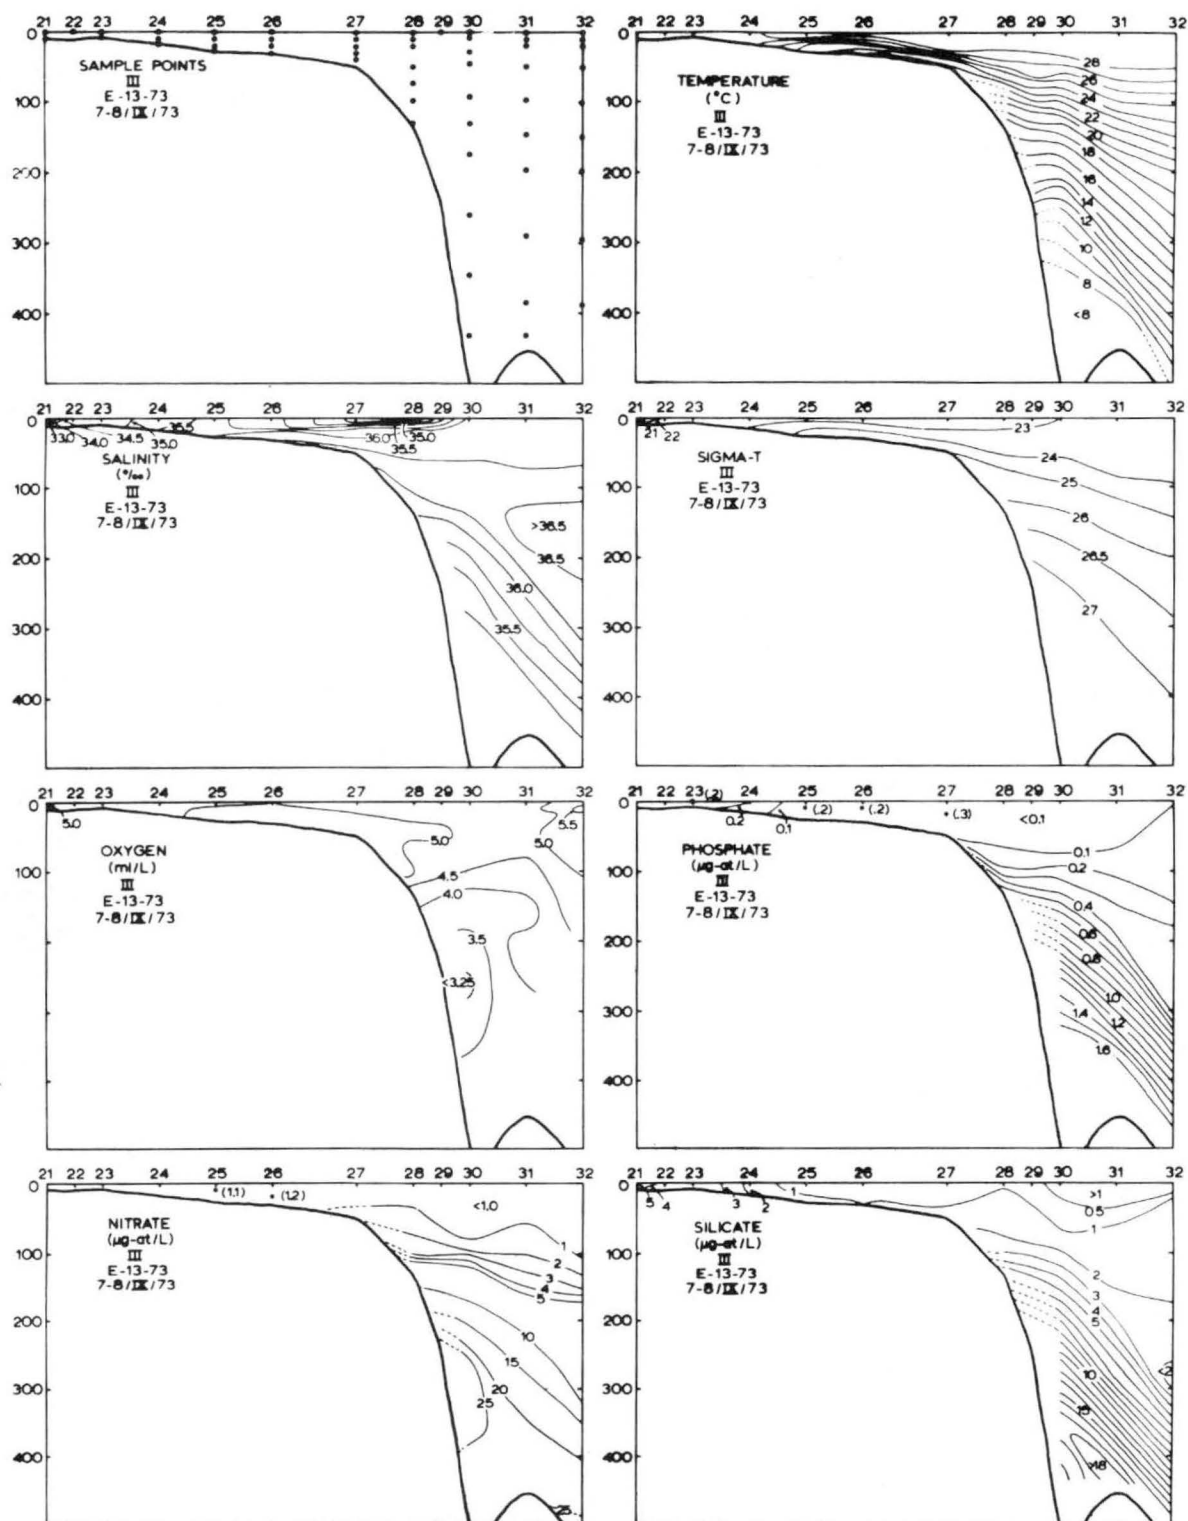 21 22 23 24 25 26 27 28 29 30 31 32
0
100
200
300
400
SAMPLE POINTS
III
E-13-73
7-8/IX/73
21 22 23 24 25 26 27 28 29 30 31 32
0
100
200
300
400
TEMPERATURE
(°C)
III
E-13-73
7-8/IX/73
28
26
24
22
20
18
16
14
12
10
8
<8
21 22 23 24 25 26 27 28 29 30 31 32
0
100
200
300
400
33.0 34.0 34.5 35.0 35.5
SALINITY
(‰)
III
E-13-73
7-8/IX/73
36.0 35.5 35.0
>36.5
36.5
36.0
35.5
21 22 23 24 25 26 27 28 29 30 31 32
0
100
200
300
400
21 22
SIGMA-T
III
E-13-73
7-8/IX/73
23
24
25
26
26.5
27
21 22 23 24 25 26 27 28 29 30 31 32
0
100
5.0
OXYGEN
(ml/L)
III
E-13-73
7-8/IX/73
5.0
5.5
5.0
4.5
4.0
3.5
<3.25
21 22 23 24 25 26 27 28 29 30 31 32
0
100
200
300
400
(.2) (.2) (.2) (.3) <0.1
0.2 0.1
PHOSPHATE
(µg-at/L)
III
E-13-73
7-8/IX/73
0.1
0.2
0.4
0.6
0.8
1.0
1.2
1.4
1.6
21 22 23 24 25 26 27 28 29 30 31 32
0
100
200
300
400
(1.1) (1.2) <1.0
NITRATE
(µg-at/L)
III
E-13-73
7-8/IX/73
1
2
3
4
5
10
15
20
25
25
21 22 23 24 25 26 27 28 29 30 31 32
0
100
200
300
400
5 4 3 2 1
SILICATE
(µg-at/L)
III
E-13-73
7-8/IX/73
>1
0.5
1
2
3
4
5
<2
10
15
>18